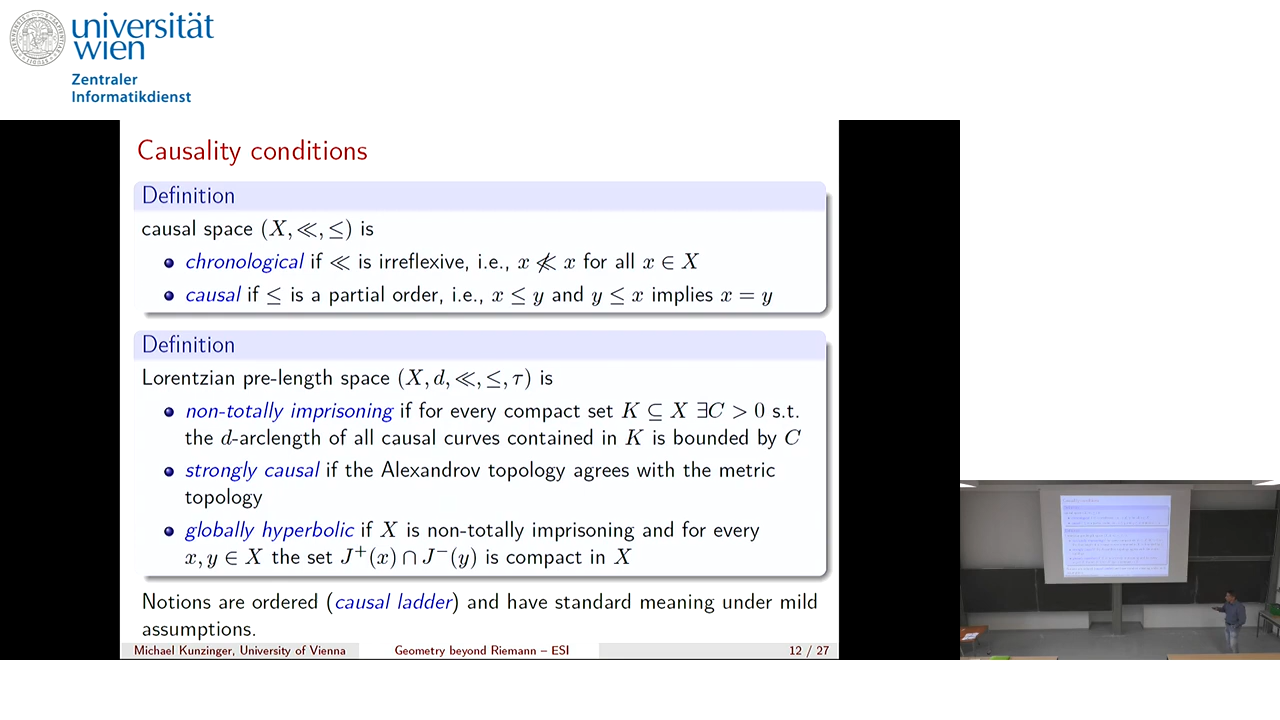 universität
wien
Zentraler
Informatikdienst
Causality conditions
Definition
causal space (X, ≪, ≤) is
• chronological if ≪ is irreflexive, i.e., x ≪̸ x for all x ∈ X
• causal if ≤ is a partial order, i.e., x ≤ y and y ≤ x implies x = y
Definition
Lorentzian pre-length space (X, d, ≪, ≤, τ) is
• non-totally imprisoning if for every compact set K ⊆ X ∃C > 0 s.t.
the d-arclength of all causal curves contained in K is bounded by C
• strongly causal if the Alexandrov topology agrees with the metric
topology
• globally hyperbolic if X is non-totally imprisoning and for every
x, y ∈ X the set J⁺(x) ∩ J⁻(y) is compact in X
Notions are ordered (causal ladder) and have standard meaning under mild
assumptions.
Michael Kunzinger, University of Vienna Geometry beyond Riemann – ESI 12 / 27
Causality conditions